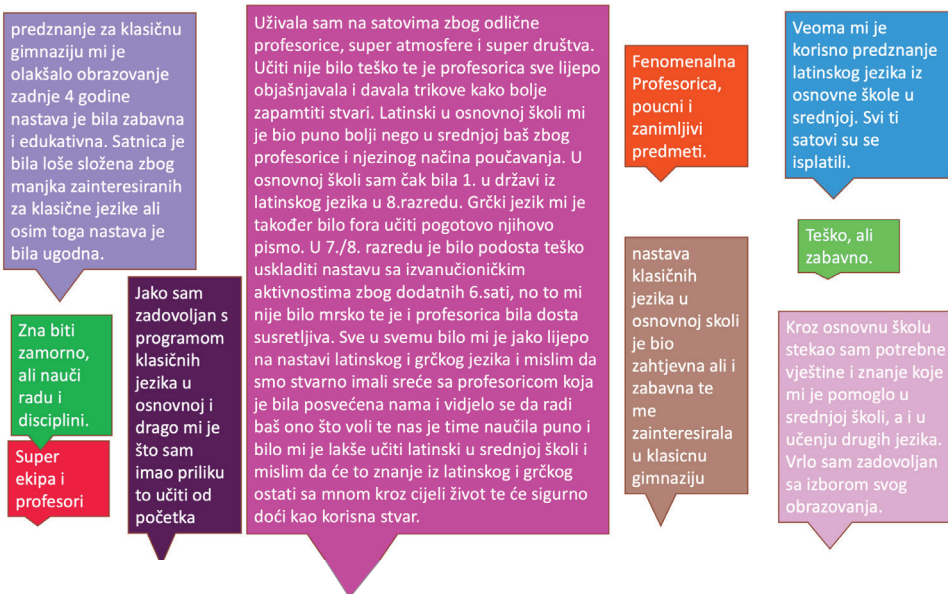 predznanje za klasičnu
gimnaziju mi je
olakšalo obrazovanje
zadnje 4 godine
nastava je bila zabavna
i edukativna. Satnica je
bila loše složena zbog
manjka zainteresiranih
za klasične jezike ali
osim toga nastava je
bila ugodna.
Zna biti
zamorno,
ali nauči
radu i
disciplini.
Super
ekipa i
profesori
Jako sam
zadovoljan s
programom
klasičnih
jezika u
osnovnoj i
drago mi je
što sam
imao priliku
to učiti od
početka
Uživala sam na satovima zbog odlične
profesorice, super atmosfere i super društva.
Učiti nije bilo teško te je profesorica sve lijepo
objašnjavala i davala trikove kako bolje
zapamtiti stvari. Latinski u osnovnoj školi mi
je bio puno bolji nego u srednjoj baš zbog
profesorice i njezinog načina poučavanja. U
osnovnoj školi sam čak bila 1. u državi iz
latinskog jezika u 8.razredu. Grčki jezik mi je
također bilo fora učiti pogotovo njihovo
pismo. U 7./8. razredu je bilo podosta teško
uskladiti nastavu sa izvanučioničkim
aktivnostima zbog dodatnih 6.sati, no to mi
nije bilo mrsko te je i profesorica bila dosta
susretljiva. Sve u svemu bilo mi je jako lijepo
na nastavi latinskog i grčkog jezika i mislim da
smo stvarno imali sreće sa profesoricom koja
je bila posvećena nama i vidjelo se da radi
baš ono što voli te nas je time naučila puno i
bilo mi je lakše učiti latinski u srednjoj školi i
mislim da će to znanje iz latinskog i grčkog
ostati sa mnom kroz cijeli život te će sigurno
doći kao korisna stvar.
Fenomenalna
Profesorica,
poucni i
zanimljivi
predmeti.
nastava
klasičnih
jezika u
osnovnoj skoli
je bio
zahtjevna ali i
zabavna te
me
zainteresirala
u klasicnu
gimnaziju
Veoma mi je
korisno predznanje
latinskog jezika iz
osnovne škole u
srednjoj. Svi ti
satovi su se
isplatili.
Teško, ali
zabavno.
Kroz osnovnu školu
stekao sam potrebne
vještine i znanje koje
mi je pomoglo u
srednjoj školi, a i u
učenju drugih jezika.
Vrlo sam zadovoljan
sa izborom svog
obrazovanja.